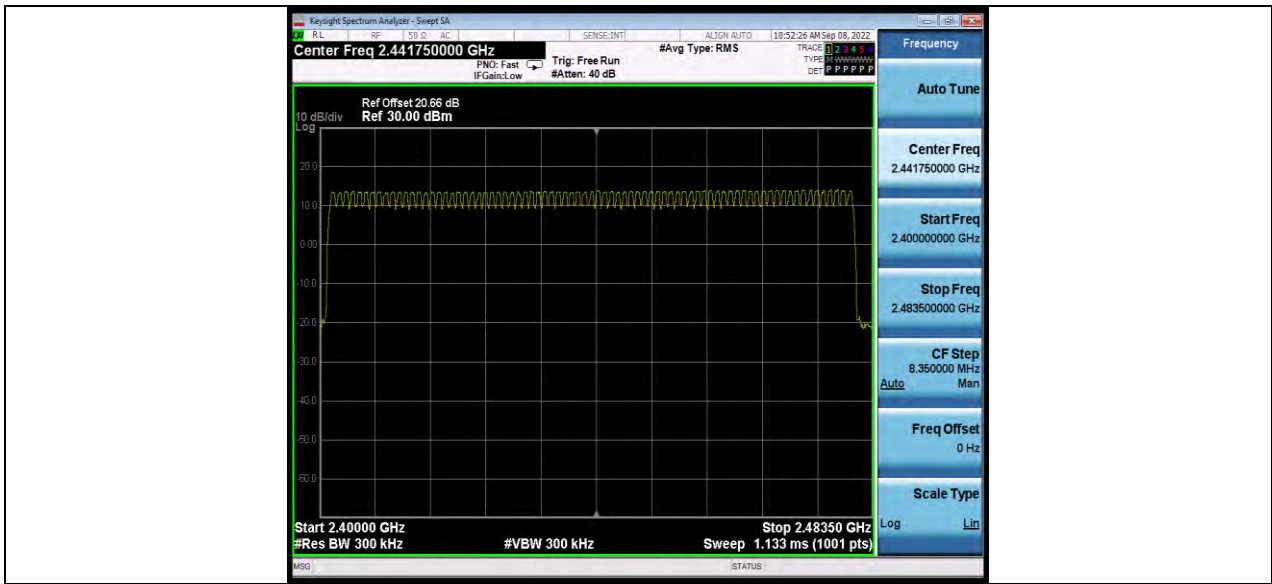 Keysight Spectrum Analyzer - Swept SA
RL RF 50 Ω AC SENSE:INT ALIGN AUTO 10:52:26 AM Sep 08, 2022
Center Freq 2.441750000 GHz #Avg Type: RMS TRACE 1 2 3 4 5 6
PNO: Fast Trig: Free Run TYPE M WWWWW
IFGain:Low #Atten: 40 dB DET P P P P P P
Frequency
Auto Tune
Ref Offset 20.66 dB
10 dB/div Ref 30.00 dBm
Log
20.0
10.0
0.00
-10.0
-20.0
-30.0
-40.0
-50.0
-60.0
Start 2.40000 GHz Stop 2.48350 GHz
#Res BW 300 kHz #VBW 300 kHz Sweep 1.133 ms (1001 pts)
Center Freq
2.441750000 GHz
Start Freq
2.400000000 GHz
Stop Freq
2.483500000 GHz
CF Step
8.350000 MHz
Auto Man
Freq Offset
0 Hz
Scale Type
Log Lin
MSG STATUS